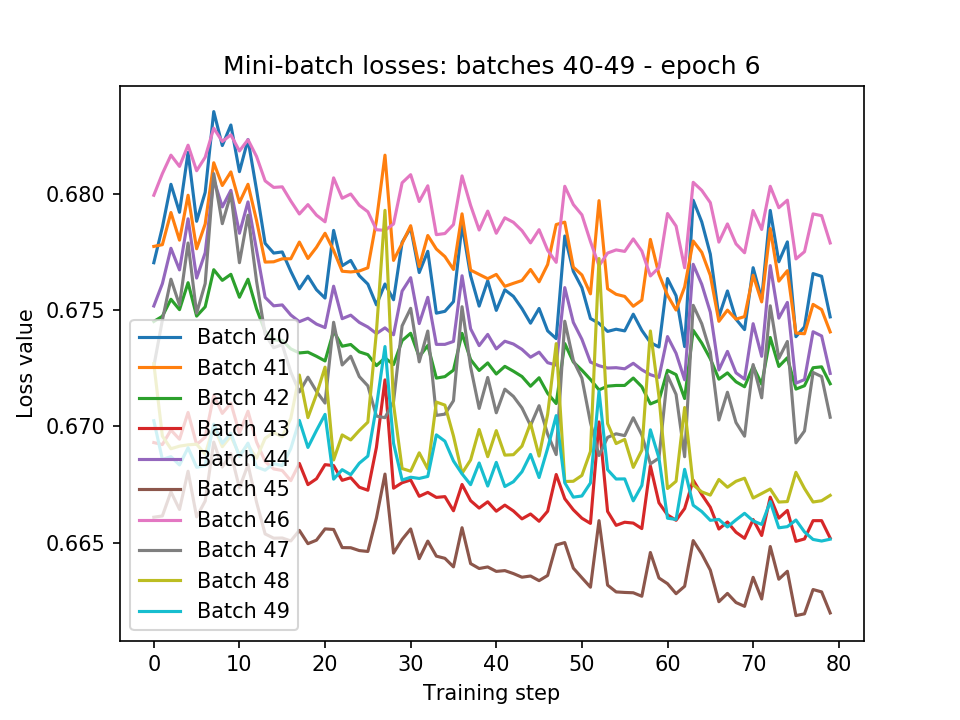 Mini-batch losses: batches 40-49 - epoch 6
Loss value
0.680
0.675
0.670
0.665
Batch 40
Batch 41
Batch 42
Batch 43
Batch 44
Batch 45
Batch 46
Batch 47
Batch 48
Batch 49
0 10 20 30 40 50 60 70 80
Training step